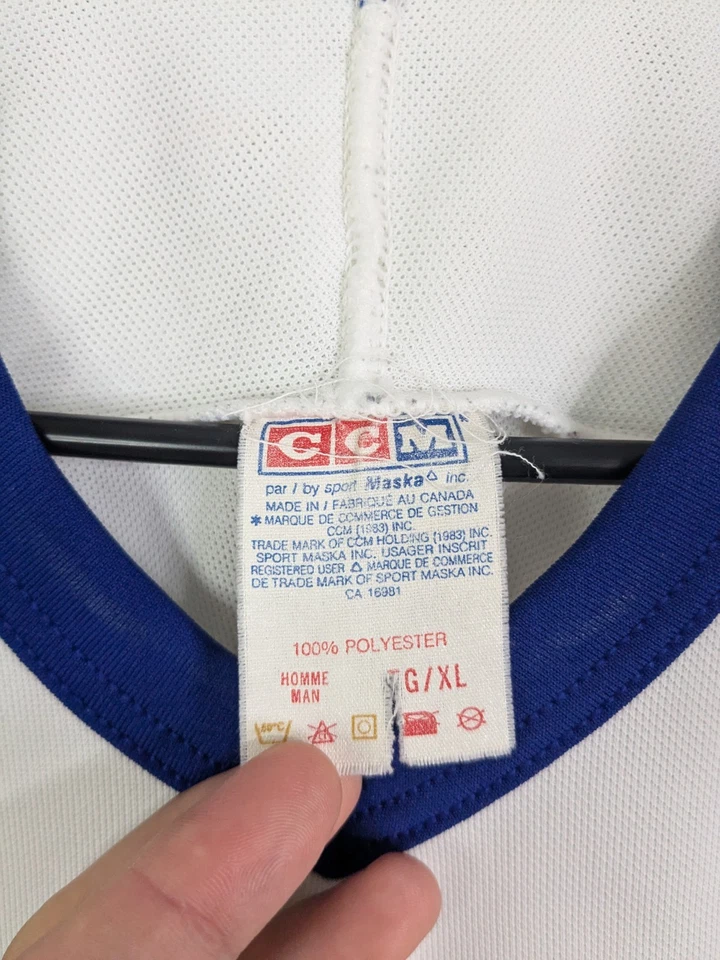 CCM
par / by sport Maska △ inc.
MADE IN / FABRIQUÉ AU CANADA
* MARQUE DE COMMERCE DE GESTION
CCM (1983) INC.
TRADE MARK OF CCM HOLDING (1983) INC.
SPORT MASKA INC. USAGER INSCRIT
REGISTERED USER △ MARQUE DE COMMERCE
DE TRADE MARK OF SPORT MASKA INC.
CA 16981
100% POLYESTER
HOMME
MAN
TG/XL
50°C